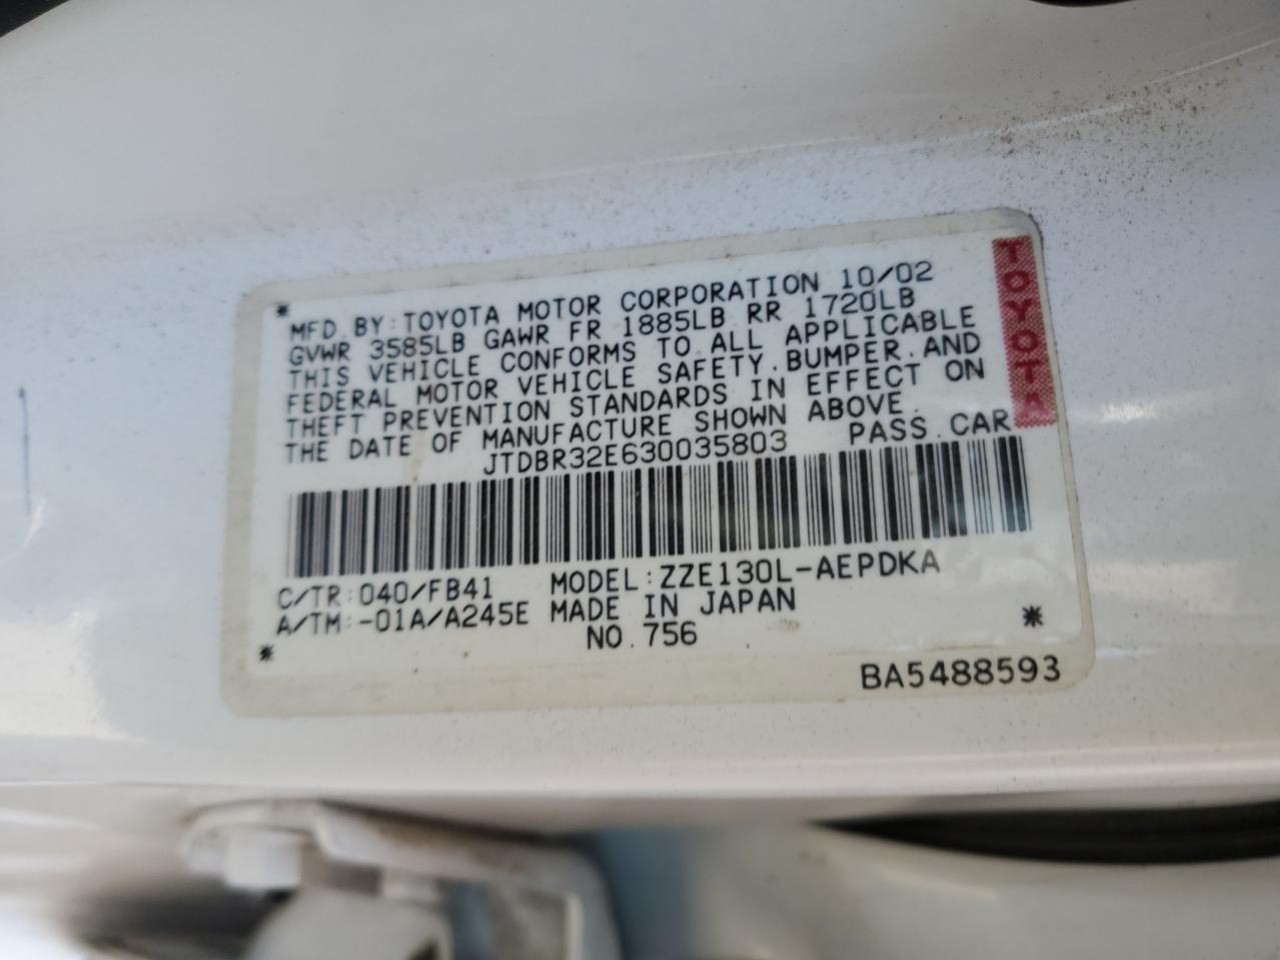 * MFD. BY: TOYOTA MOTOR CORPORATION 10/02
GVWR 3585LB GAWR FR 1885LB RR 1720LB
THIS VEHICLE CONFORMS TO ALL APPLICABLE
FEDERAL MOTOR VEHICLE SAFETY. BUMPER. AND
THEFT PREVENTION STANDARDS IN EFFECT ON
THE DATE OF MANUFACTURE SHOWN ABOVE.
JTDBR32E630035803 PASS. CAR
TOYOTA
C/TR: 040/FB41 MODEL: ZZE130L-AEPDKA
A/TM: -01A/A245E MADE IN JAPAN
* NO. 756 *
BA5488593